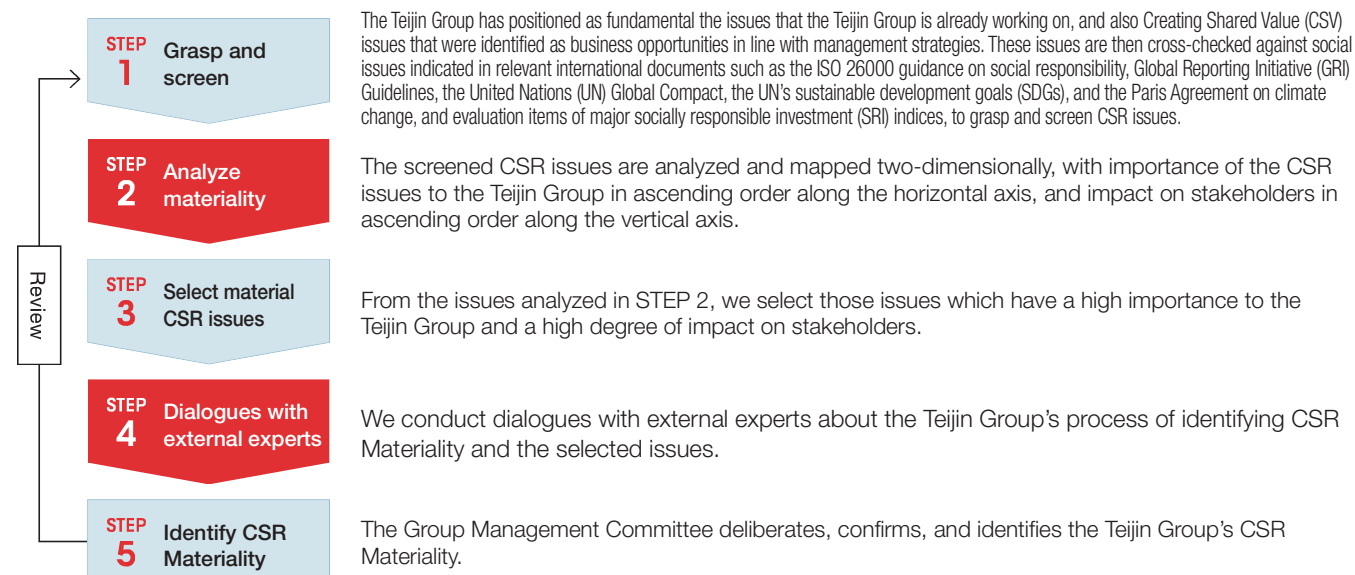 STEP
1
Grasp and
screen
The Teijin Group has positioned as fundamental the issues that the Teijin Group is already working on, and also Creating Shared Value (CSV)
issues that were identified as business opportunities in line with management strategies. These issues are then cross-checked against social
issues indicated in relevant international documents such as the ISO 26000 guidance on social responsibility, Global Reporting Initiative (GRI)
Guidelines, the United Nations (UN) Global Compact, the UN's sustainable development goals (SDGs), and the Paris Agreement on climate
change, and evaluation items of major socially responsible investment (SRI) indices, to grasp and screen CSR issues.
STEP
2
Analyze
materiality
The screened CSR issues are analyzed and mapped two-dimensionally, with importance of the CSR
issues to the Teijin Group in ascending order along the horizontal axis, and impact on stakeholders in
ascending order along the vertical axis.
Review
STEP
3
Select material
CSR issues
From the issues analyzed in STEP 2, we select those issues which have a high importance to the
Teijin Group and a high degree of impact on stakeholders.
STEP
4
Dialogues with
external experts
We conduct dialogues with external experts about the Teijin Group's process of identifying CSR
Materiality and the selected issues.
STEP
5
Identify CSR
Materiality
The Group Management Committee deliberates, confirms, and identifies the Teijin Group's CSR
Materiality.